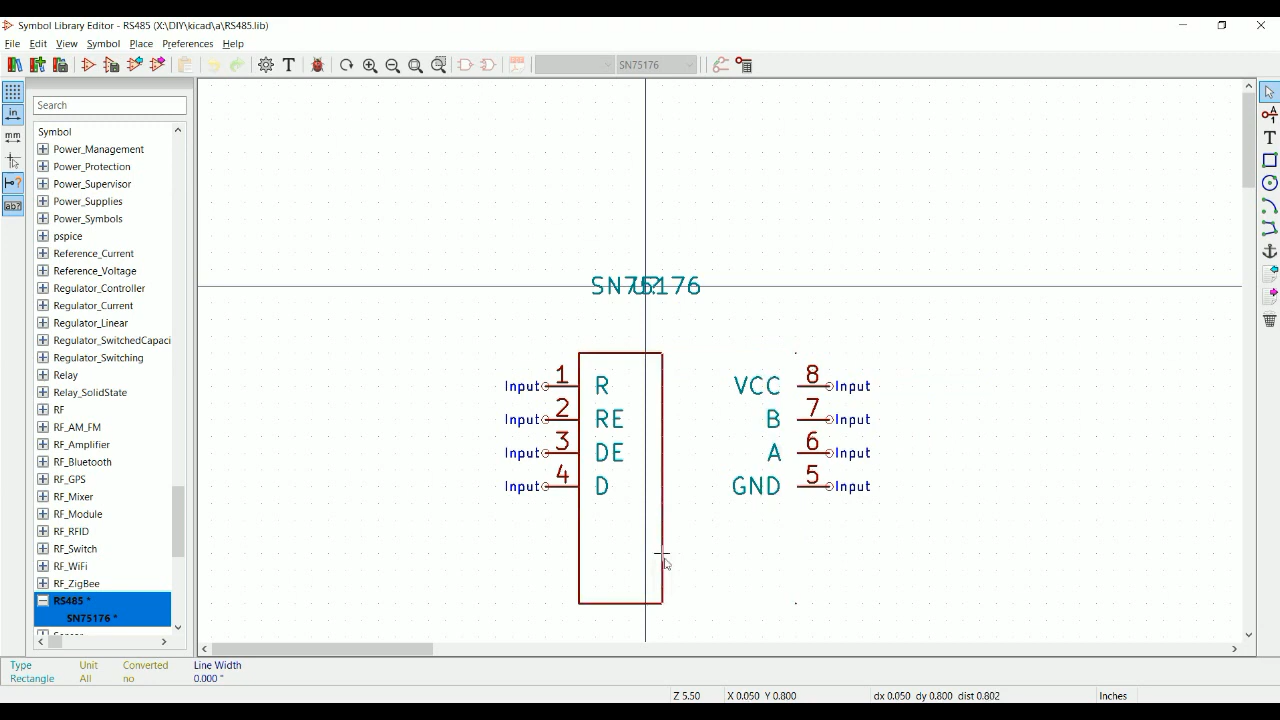 Symbol Library Editor - RS485 (X:\DIY\kicad\a\RS485.lib)
File Edit View Symbol Place Preferences Help
SN75176
in
mm
Search
Symbol
Power_Management
Power_Protection
Power_Supervisor
Power_Supplies
Power_Symbols
pspice
Reference_Current
Reference_Voltage
Regulator_Controller
Regulator_Current
Regulator_Linear
Regulator_SwitchedCapaci
Regulator_Switching
Relay
Relay_SolidState
RF
RF_AM_FM
RF_Amplifier
RF_Bluetooth
RF_GPS
RF_Mixer
RF_Module
RF_RFID
RF_Switch
RF_WiFi
RF_ZigBee
RS485 *
SN75176 *
SN75176
Input 1 R VCC 8 Input
Input 2 RE B 7 Input
Input 3 DE A 6 Input
Input 4 D GND 5 Input
Type Unit Converted Line Width
Rectangle All no 0.000 "
Z 5.50 X 0.050 Y 0.800 dx 0.050 dy 0.800 dist 0.802 Inches